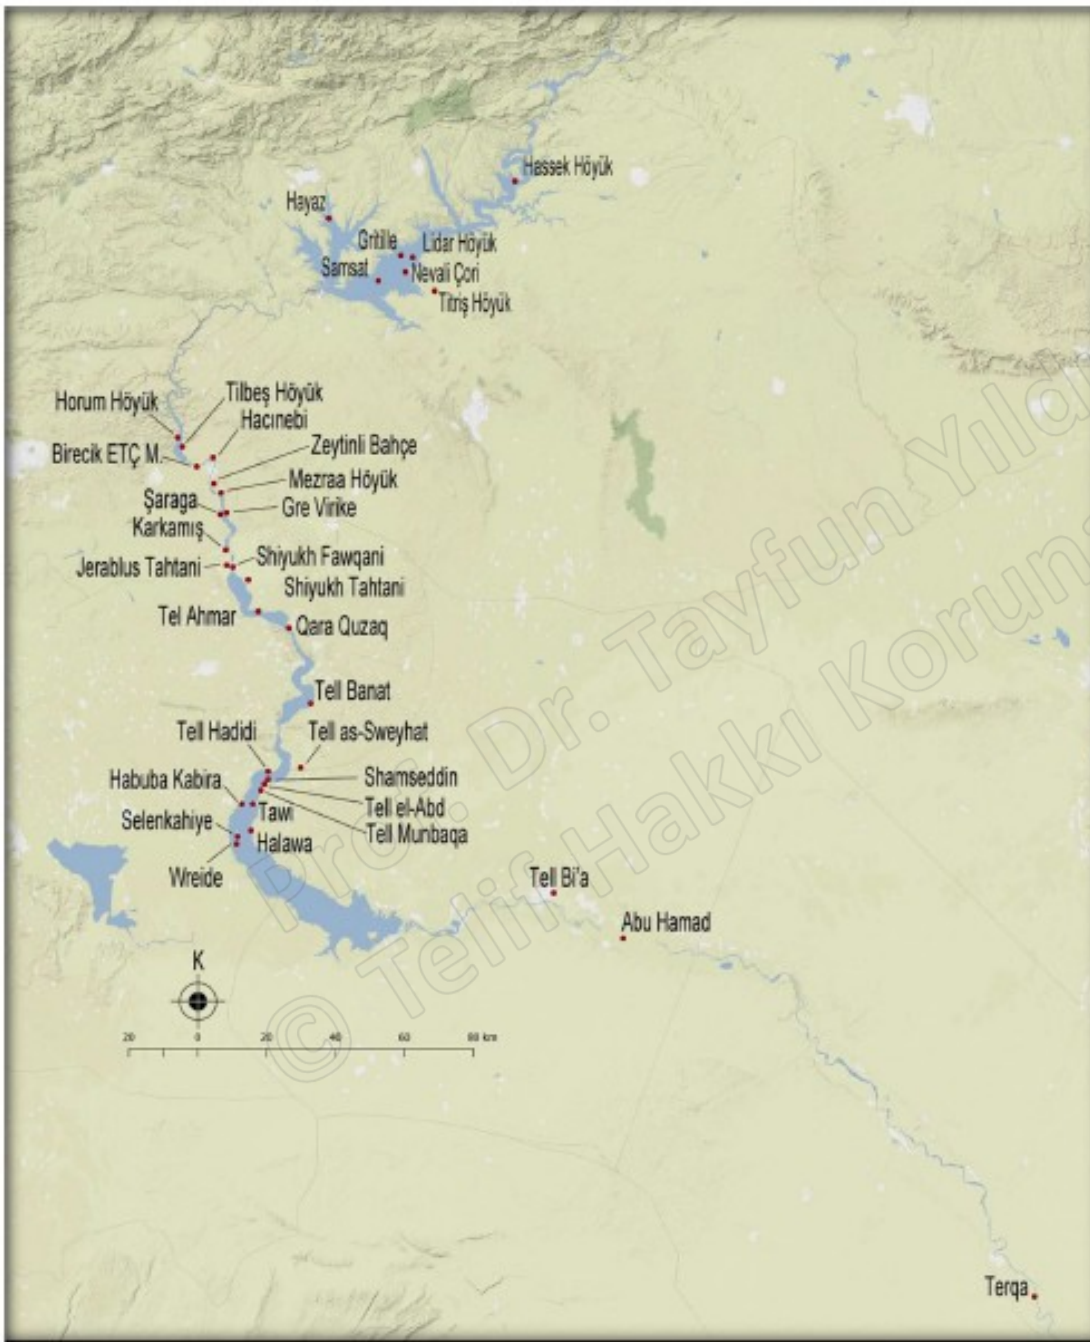 Hassek Höyük
Hayaz
Gritille
Lidar Höyük
Samsat
Nevali Çori
Titriş Höyük
Horum Höyük
Tilbeş Höyük
Hacınebi
Birecik ETÇ M.
Zeytinli Bahçe
Mezraa Höyük
Şaraga
Gre Virike
Karkamış
Jerablus Tahtani
Shiyukh Fawqani
Shiyukh Tahtani
Tel Ahmar
Qara Quzaq
Tell Banat
Tell Hadidi
Tell as-Sweyhat
Habuba Kabira
Shamseddin
Tell el-Abd
Tawi
Tell Munbaqa
Selenkahiye
Halawa
Wreide
Tell Bi'a
Abu Hamad
K
20 0 20 40 60 80 km
Terqa
Prof. Dr. Tayfun Yıld
© Telif Hakkı Korun